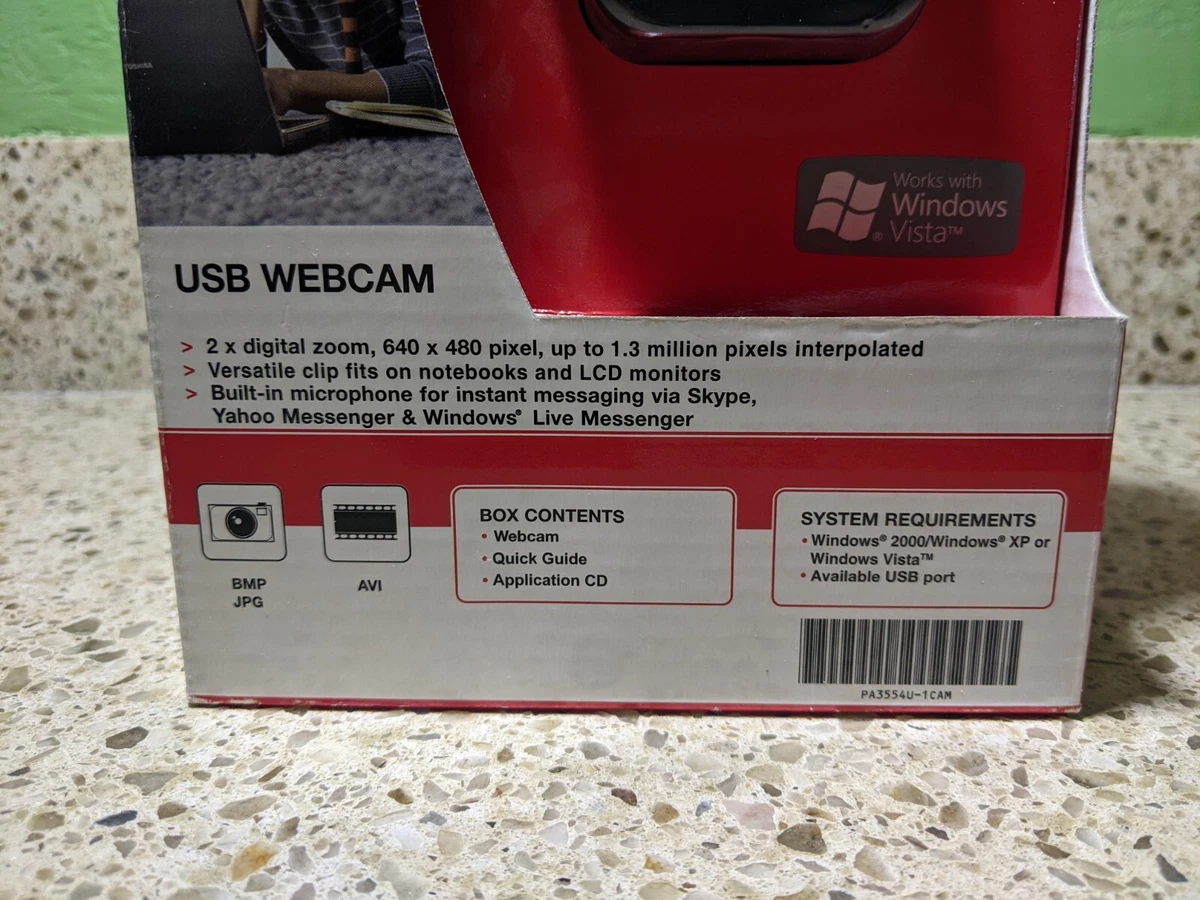 TOSHIBA
Works with
Windows
® Vista™
USB WEBCAM
> 2 x digital zoom, 640 x 480 pixel, up to 1.3 million pixels interpolated
> Versatile clip fits on notebooks and LCD monitors
> Built-in microphone for instant messaging via Skype,
Yahoo Messenger & Windows® Live Messenger
BMP
JPG
AVI
BOX CONTENTS
• Webcam
• Quick Guide
• Application CD
SYSTEM REQUIREMENTS
• Windows® 2000/Windows® XP or
Windows Vista™
• Available USB port
PA3554U-1CAM